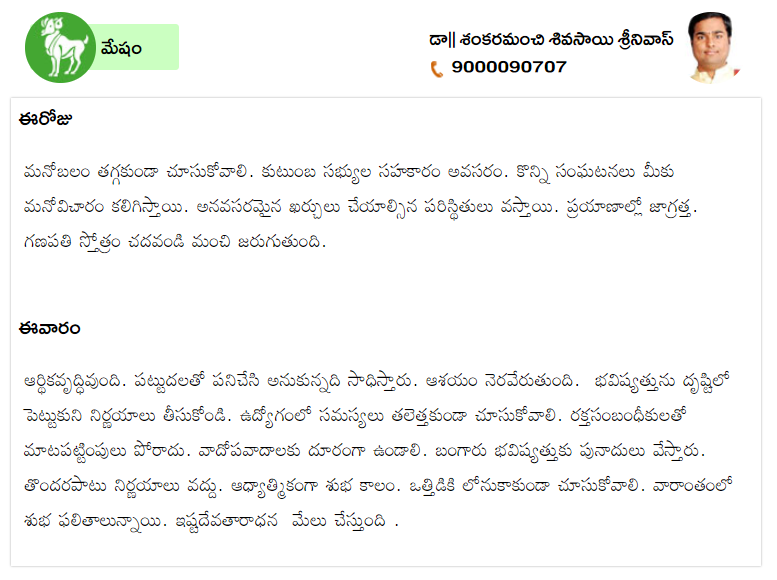 మేషం
డా|| శంకరమంచి శివసాయి శ్రీనివాస్
9000090707
ఈరోజు
మనోబలం తగ్గకుండా చూసుకోవాలి. కుటుంబ సభ్యుల సహకారం అవసరం. కొన్ని సంఘటనలు మీకు
మనోవిచారం కలిగిస్తాయి. అనవసరమైన ఖర్చులు చేయాల్సిన పరిస్థితులు వస్తాయి. ప్రయాణాల్లో జాగ్రత్త.
గణపతి స్తోత్రం చదవండి మంచి జరుగుతుంది.
ఈవారం
ఆర్థికవృద్ధివుంది. పట్టుదలతో పనిచేసి అనుకున్నది సాధిస్తారు. ఆశయం నెరవేరుతుంది. భవిష్యత్తును దృష్టిలో
పెట్టుకుని నిర్ణయాలు తీసుకోండి. ఉద్యోగంలో సమస్యలు తలెత్తకుండా చూసుకోవాలి. రక్తసంబంధీకులతో
మాటపట్టింపులు పోరాదు. వాదోపవాదాలకు దూరంగా ఉండాలి. బంగారు భవిష్యత్తుకు పునాదులు వేస్తారు.
తొందరపాటు నిర్ణయాలు వద్దు. ఆధ్యాత్మికంగా శుభ కాలం. ఒత్తిడికి లోనుకాకుండా చూసుకోవాలి. వారాంతంలో
శుభ ఫలితాలున్నాయి. ఇష్టదేవతారాధన మేలు చేస్తుంది .